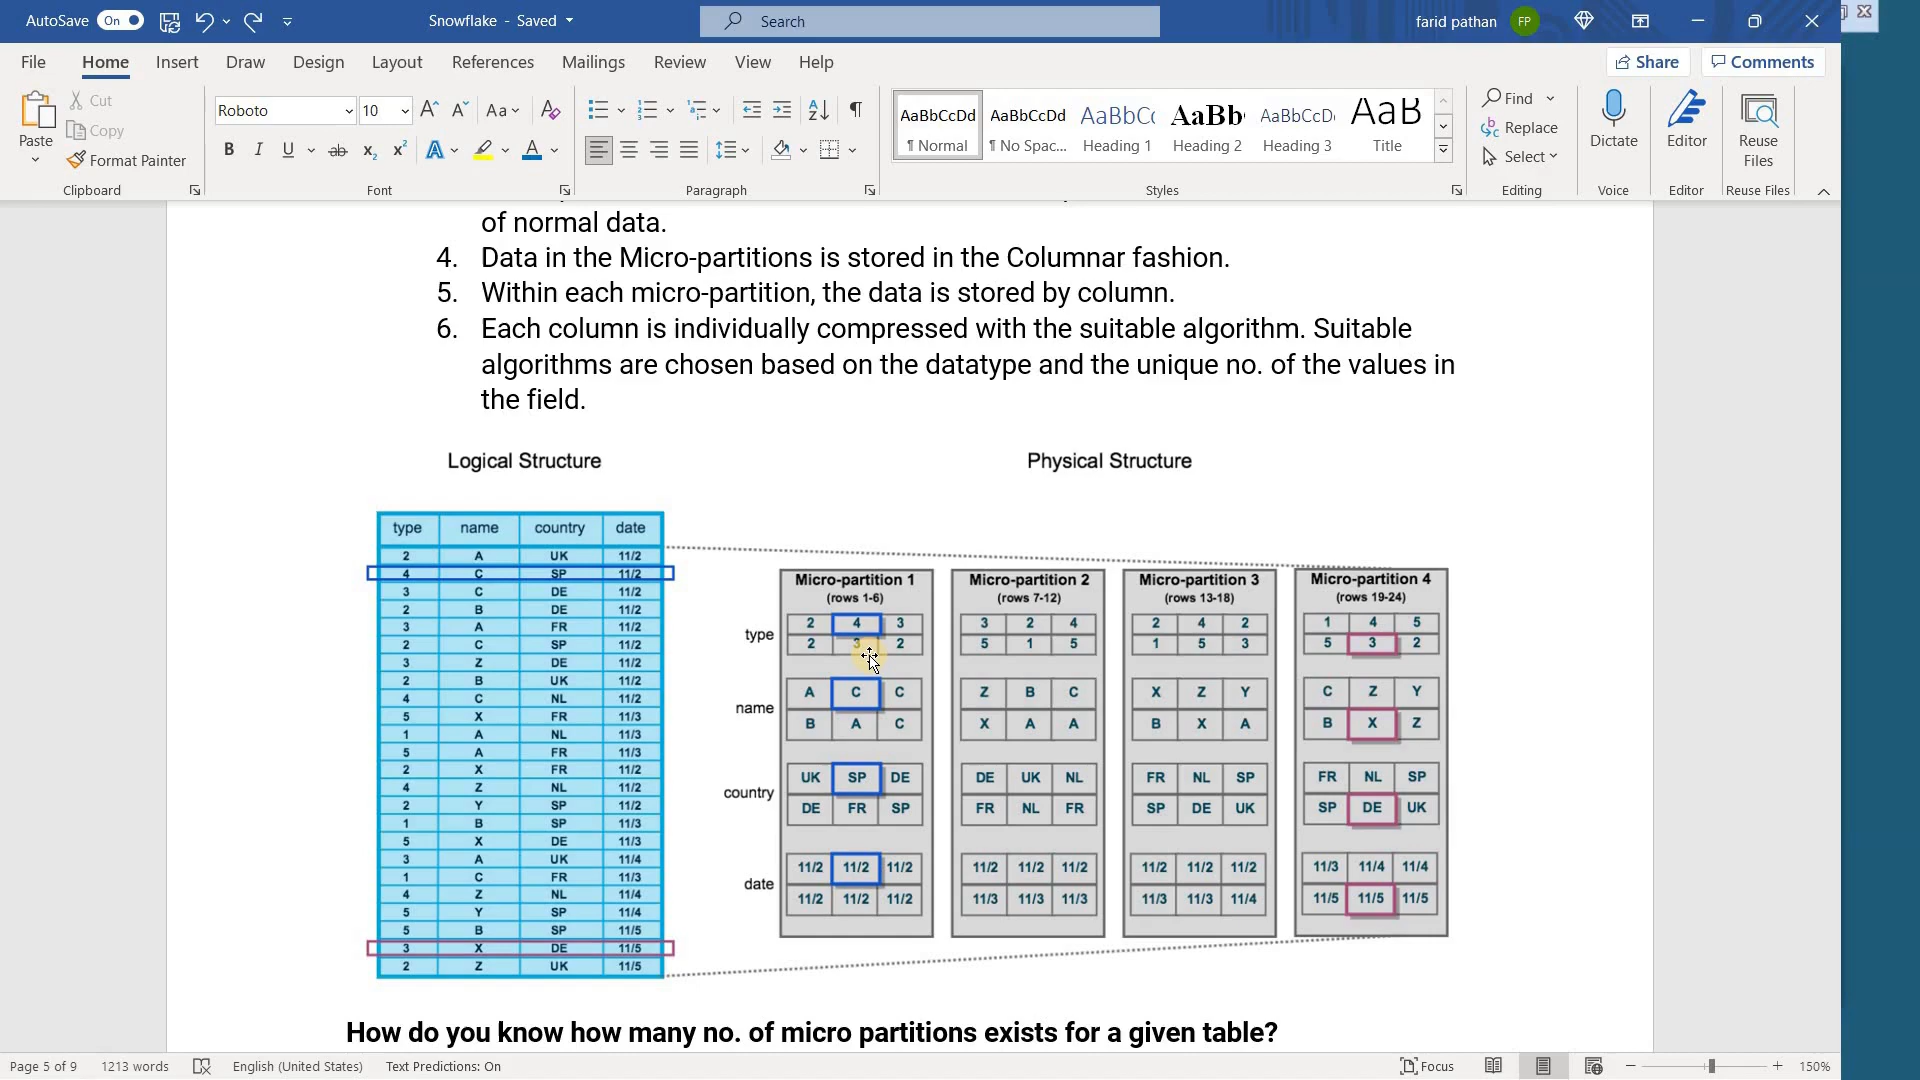 AutoSave On Snowflake - Saved Search farid pathan FP
File Home Insert Draw Design Layout References Mailings Review View Help Share Comments
Paste Cut Copy Format Painter
Clipboard
Roboto 10 Aa
B I U ab x₂ x² A A
Font
Paragraph
AaBbCcDd AaBbCcDd AaBbCc AaBb AaBbCcD AaB
¶ Normal ¶ No Spac... Heading 1 Heading 2 Heading 3 Title
Styles
Find Replace Select
Editing
Dictate
Voice
Editor
Editor
Reuse Files
Reuse Files
of normal data.
4. Data in the Micro-partitions is stored in the Columnar fashion.
5. Within each micro-partition, the data is stored by column.
6. Each column is individually compressed with the suitable algorithm. Suitable
algorithms are chosen based on the datatype and the unique no. of the values in
the field.
Logical Structure
Physical Structure
type name country date
2 A UK 11/2
4 C SP 11/2
3 C DE 11/2
2 B DE 11/2
3 A FR 11/2
2 C SP 11/2
3 Z DE 11/2
2 B UK 11/2
4 C NL 11/2
5 X FR 11/3
1 A NL 11/3
5 A FR 11/3
2 X FR 11/2
4 Z NL 11/2
2 Y SP 11/2
1 B SP 11/3
5 X DE 11/3
3 A UK 11/4
1 C FR 11/3
4 Z NL 11/4
5 Y SP 11/4
5 B SP 11/5
3 X DE 11/5
2 Z UK 11/5
Micro-partition 1 Micro-partition 2 Micro-partition 3 Micro-partition 4
(rows 1-6) (rows 7-12) (rows 13-18) (rows 19-24)
type
2 4 3 3 2 4 2 4 2 1 4 5
2 3 2 5 1 5 1 5 3 5 3 2
name
A C C Z B C X Z Y C Z Y
B A C X A A B X A B X Z
country
UK SP DE DE UK NL FR NL SP FR NL SP
DE FR SP FR NL FR SP DE UK SP DE UK
date
11/2 11/2 11/2 11/2 11/2 11/2 11/2 11/2 11/2 11/3 11/4 11/4
11/2 11/2 11/2 11/3 11/3 11/3 11/3 11/3 11/4 11/5 11/5 11/5
How do you know how many no. of micro partitions exists for a given table?
Page 5 of 9 1213 words English (United States) Text Predictions: On Focus 150%